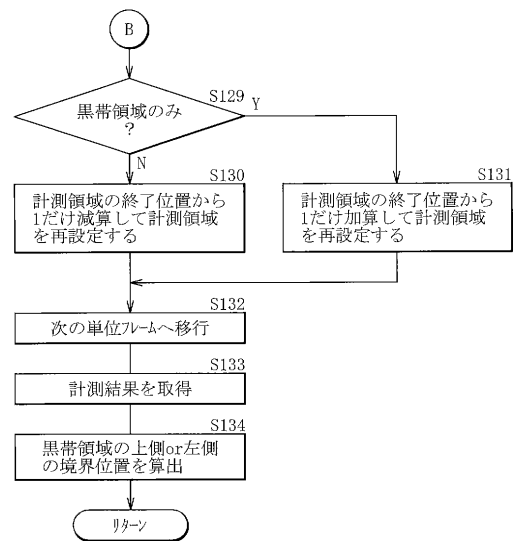 B
S129
黒帯領域のみ
?
Y
N
S130
計測領域の終了位置から
1だけ減算して計測領域
を再設定する
S131
計測領域の終了位置から
1だけ加算して計測領域
を再設定する
S132
次の単位フレームへ移行
S133
計測結果を取得
S134
黒帯領域の上側or左側
の境界位置を算出
リターン